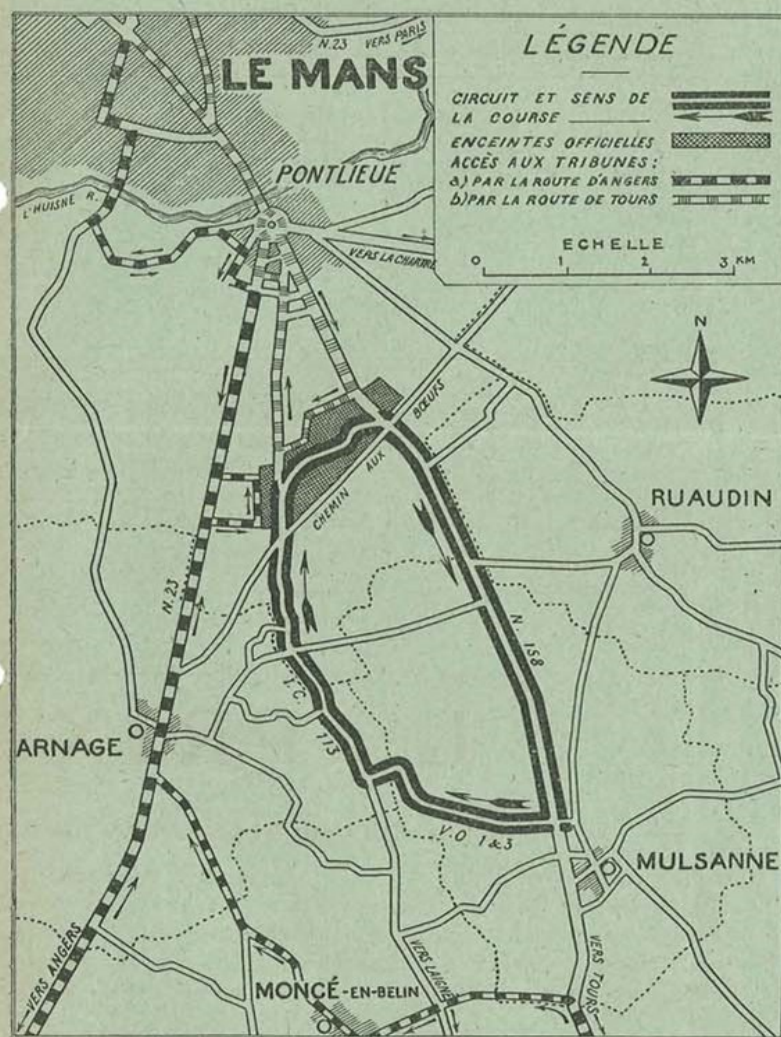 N.23 VERS PARIS
LE MANS
PONTLIEUE
L'HUISNE R.
VERS LA CHARTRE
LÉGENDE
CIRCUIT ET SENS DE
LA COURSE
ENCEINTES OFFICIELLES
ACCÈS AUX TRIBUNES:
a) PAR LA ROUTE D'ANGERS
b) PAR LA ROUTE DE TOURS
ECHELLE
0 1 2 3 KM
N
CHEMIN AUX BŒUFS
RUAUDIN
N.23
N 158
I.C. 113
ARNAGE
V.O 1&3
MULSANNE
VERS ANGERS
MONCÉ-EN-BELIN
VERS LAIGNÉ
VERS TOURS